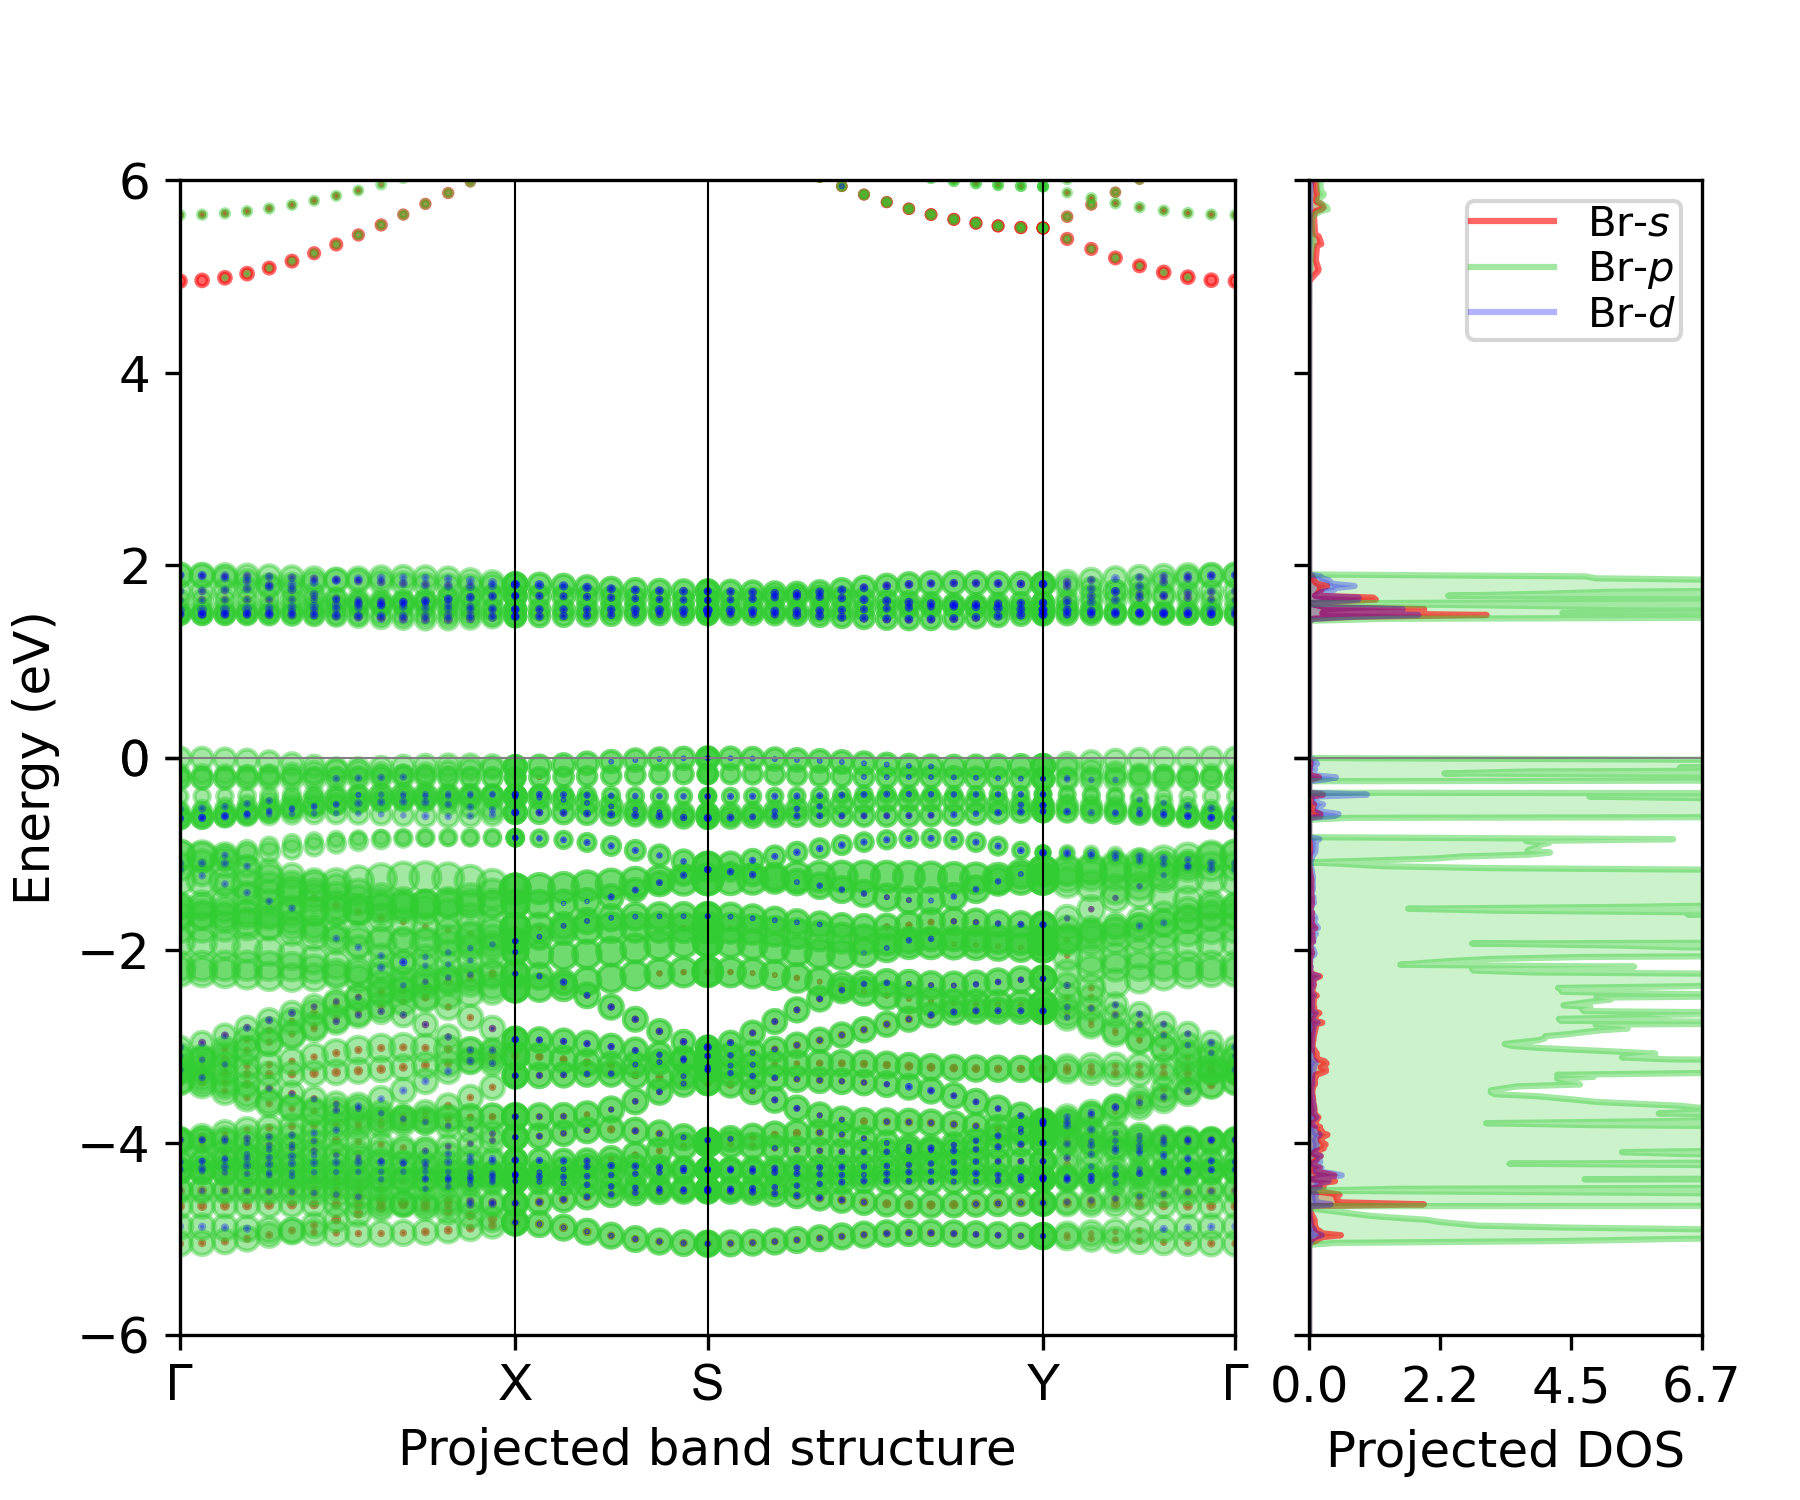 6
4
2
0
−2
−4
−6
Energy (eV)
Γ
X
S
Y
Γ
Projected band structure
Br-s
Br-p
Br-d
0.0
2.2
4.5
6.7
Projected DOS